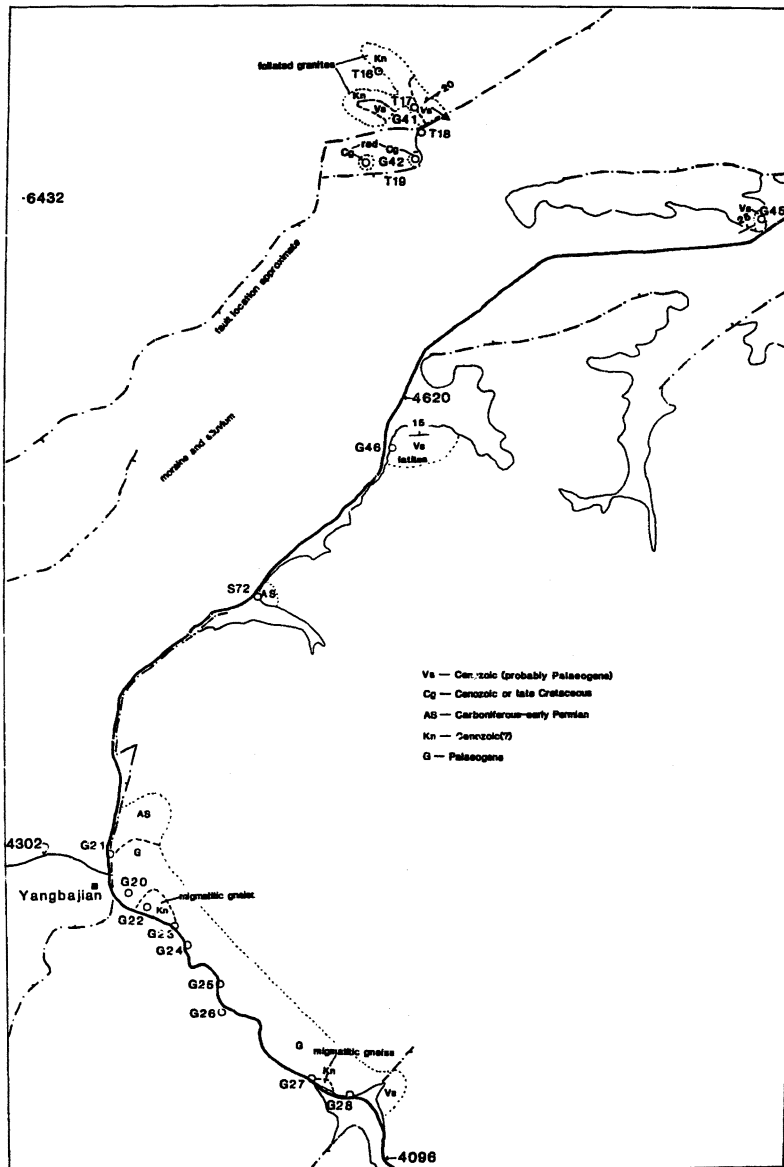 foliated granites
Kn
T16
Kn
Vs
T17
Vs
20
G41
T18
red
Cg
Cg
G42
T19
·6432
Vs
25
G45
fault location approximate
4620
moraine and alluvium
15
G46
Vs
latites
S72
AS
Vs — Cenozoic (probably Palaeogene)
Cg — Cenozoic or late Cretaceous
AS — Carboniferous-early Permian
Kn — Cenozoic(?)
G — Palaeogene
AS
4302
G21
G
G20
Yangbajian
migmatitic gneiss
Kn
G22
G23
G24
G25
G26
G
migmatitic gneiss
Kn
G27
G28
Vs
4096